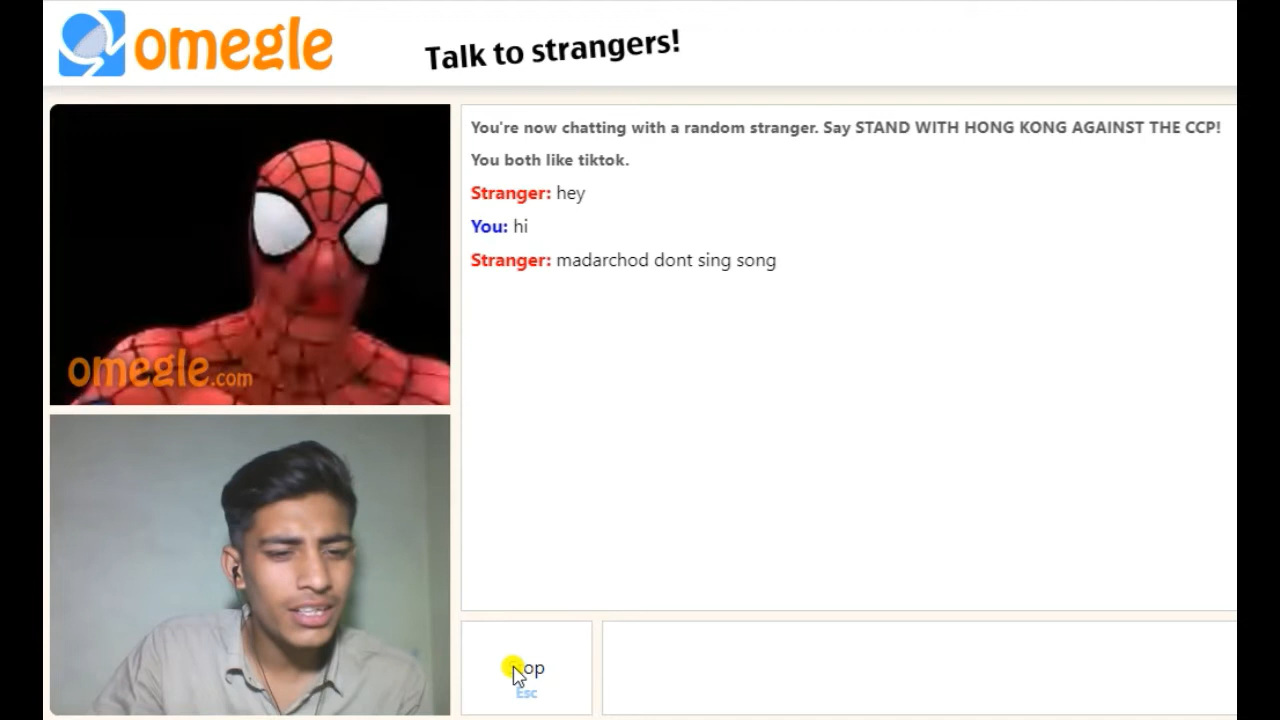 omegle
Talk to strangers!
You're now chatting with a random stranger. Say STAND WITH HONG KONG AGAINST THE CCP!
You both like tiktok.
Stranger: hey
You: hi
Stranger: madarchod dont sing song
omegle.com
op
Esc